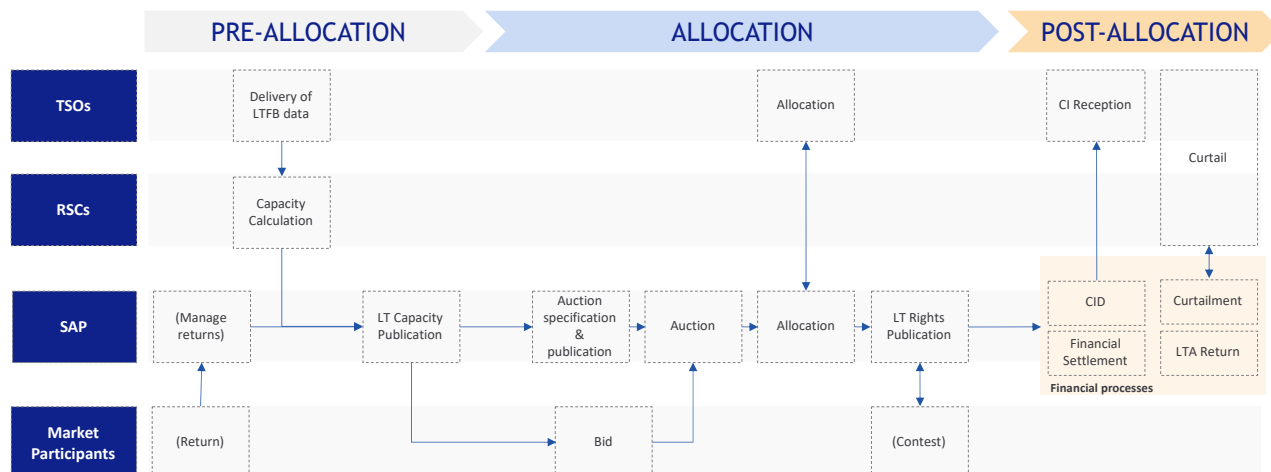 PRE-ALLOCATION
ALLOCATION
POST-ALLOCATION
TSOs
Delivery of
LTFB data
Allocation
CI Reception
Curtail
RSCs
Capacity
Calculation
SAP
(Manage
returns)
LT Capacity
Publication
Auction
specification
&
publication
Auction
Allocation
LT Rights
Publication
CID
Curtailment
Financial
Settlement
LTA Return
Financial processes
Market
Participants
(Return)
Bid
(Contest)